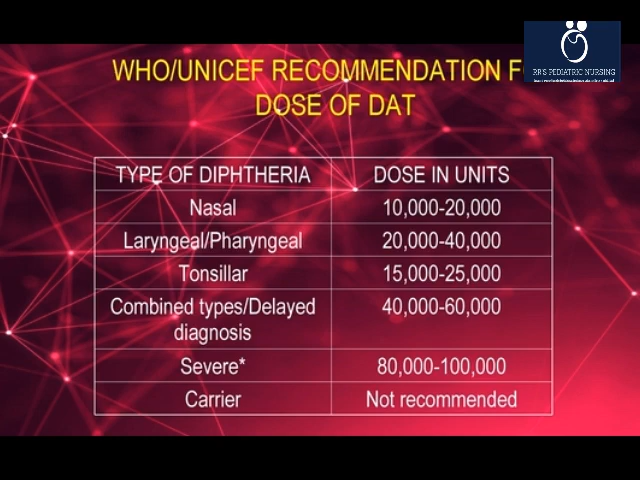 RR'S PEDIATRIC NURSING
WHO/UNICEF RECOMMENDATION F
DOSE OF DAT
TYPE OF DIPHTHERIA DOSE IN UNITS
Nasal 10,000-20,000
Laryngeal/Pharyngeal 20,000-40,000
Tonsillar 15,000-25,000
Combined types/Delayed 40,000-60,000
diagnosis
Severe* 80,000-100,000
Carrier Not recommended